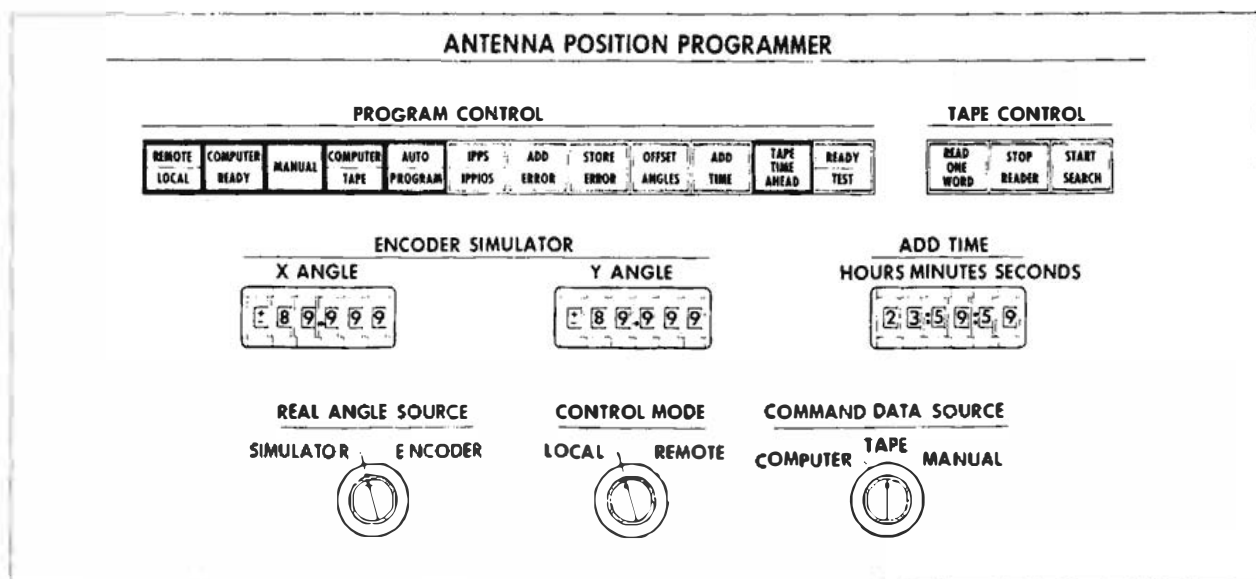 ANTENNA POSITION PROGRAMMER
PROGRAM CONTROL TAPE CONTROL
REMOTE LOCAL
COMPUTER READY
MANUAL
COMPUTER TAPE
AUTO PROGRAM
IPPS IPPIOS
ADD ERROR
STORE ERROR
OFFSET ANGLES
ADD TIME
TAPE TIME AHEAD
READY TEST
READ ONE WORD
STOP READER
START SEARCH
ENCODER SIMULATOR ADD TIME
X ANGLE Y ANGLE HOURS MINUTES SECONDS
± 89.999 ± 89.999 23:59:59
REAL ANGLE SOURCE CONTROL MODE COMMAND DATA SOURCE
SIMULATOR ENCODER LOCAL REMOTE COMPUTER TAPE MANUAL